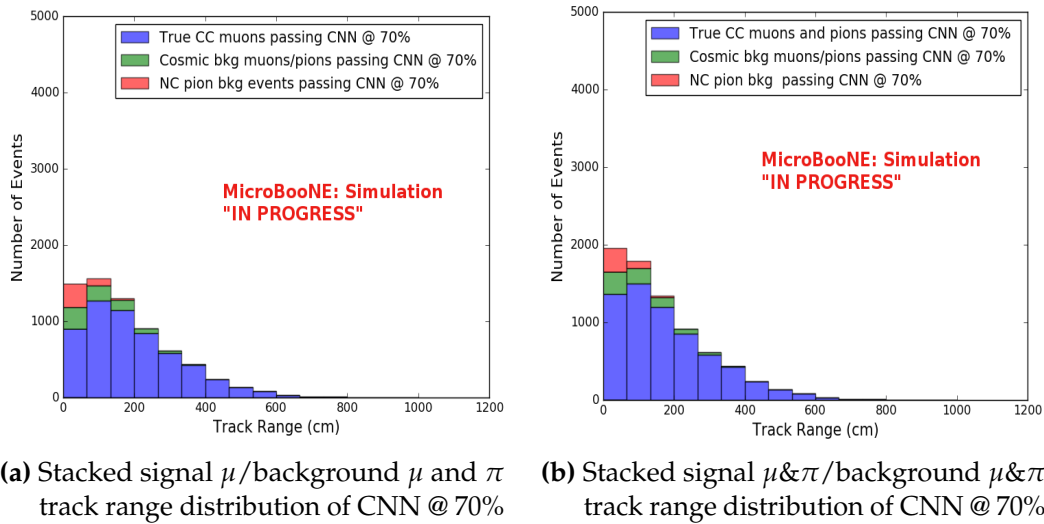 5000
4000
3000
2000
1000
0
Number of Events
True CC muons passing CNN @ 70%
Cosmic bkg muons/pions passing CNN @ 70%
NC pion bkg events passing CNN @ 70%
MicroBooNE: Simulation
"IN PROGRESS"
0 200 400 600 800 1000 1200
Track Range (cm)
(a) Stacked signal μ/background μ and π
track range distribution of CNN @ 70%
5000
4000
3000
2000
1000
0
Number of Events
True CC muons and pions passing CNN @ 70%
Cosmic bkg muons/pions passing CNN @ 70%
NC pion bkg passing CNN @ 70%
MicroBooNE: Simulation
"IN PROGRESS"
0 200 400 600 800 1000 1200
Track Range (cm)
(b) Stacked signal μ&π/background μ&π
track range distribution of CNN @ 70%